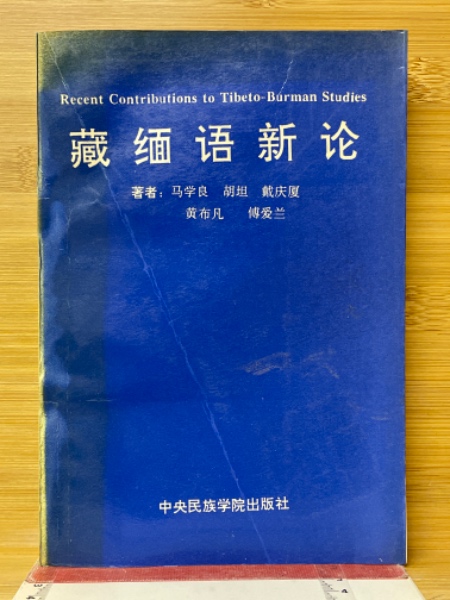 Recent Contributions to Tibeto-Burman Studies
藏缅语新论
著者：马学良 胡坦 戴庆厦
黄布凡 傅爱兰
中央民族学院出版社